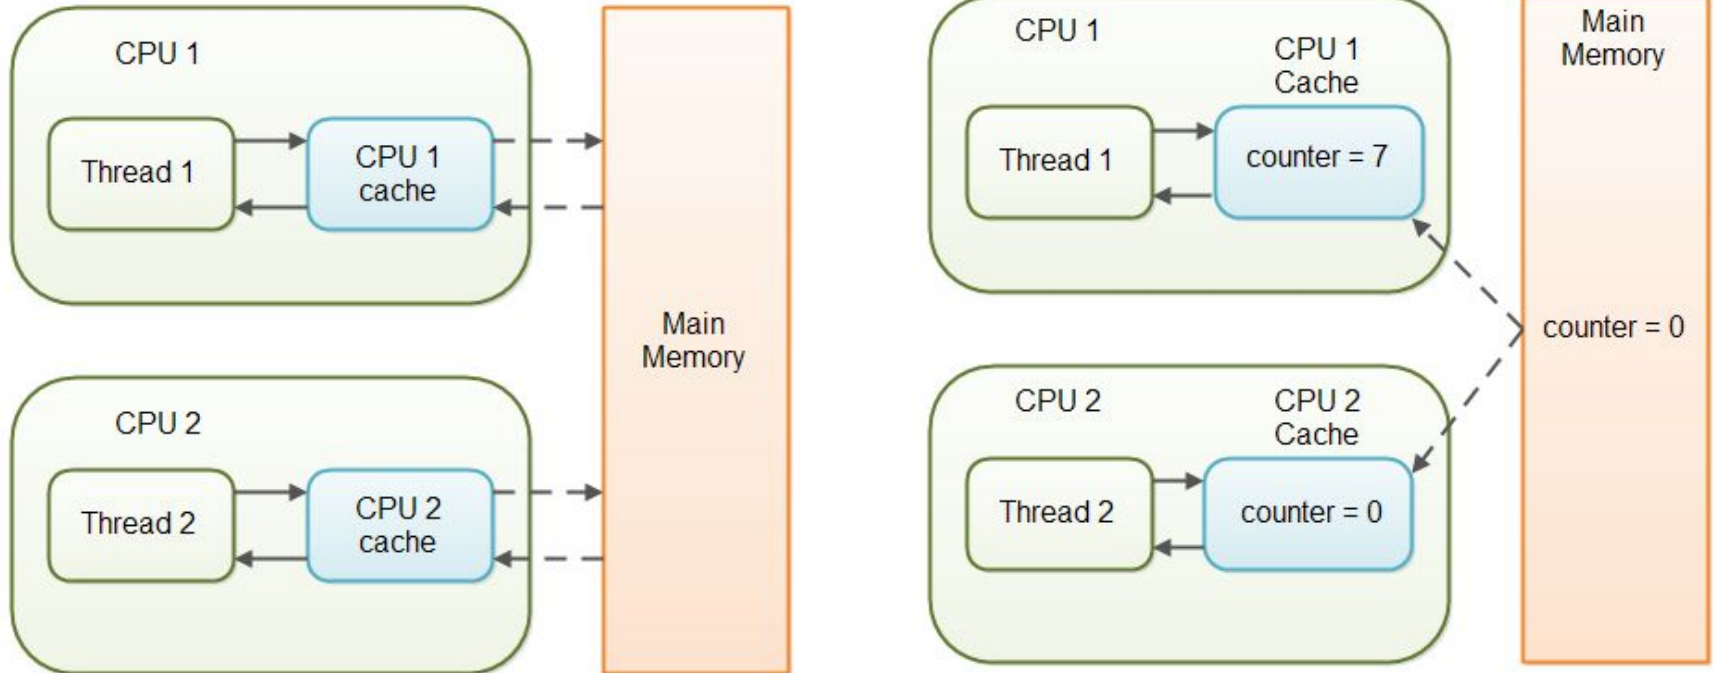 CPU 1
Thread 1
CPU 1
cache
CPU 2
Thread 2
CPU 2
cache
Main
Memory
CPU 1
CPU 1
Cache
Thread 1
counter = 7
CPU 2
CPU 2
Cache
Thread 2
counter = 0
Main
Memory
counter = 0